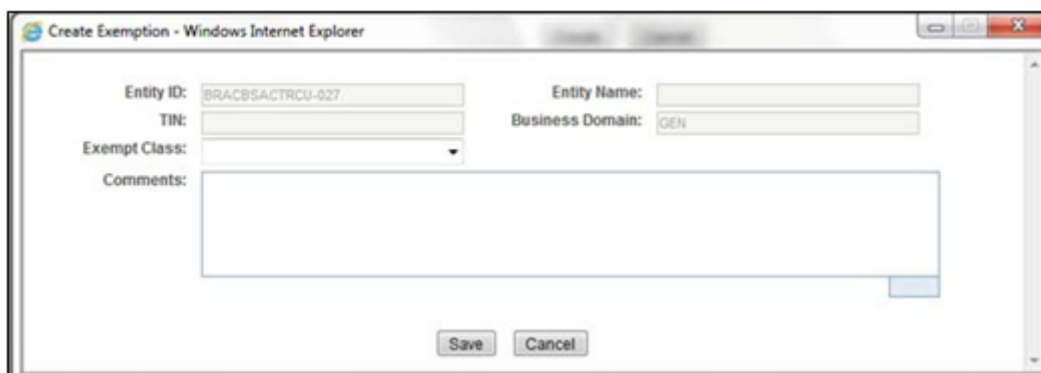 Create Exemption - Windows Internet Explorer
Entity ID: BRACBSACTRCU-027 Entity Name:
TIN: Business Domain: GEN
Exempt Class:
Comments:
Save Cancel